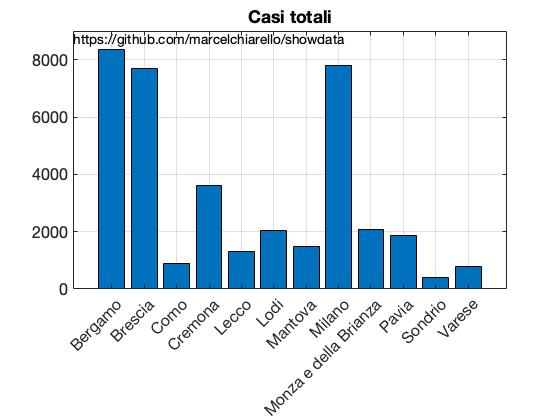 Casi totali
https://github.com/marcelchiarello/showdata
8000
6000
4000
2000
0
Bergamo
Brescia
Como
Cremona
Lecco
Lodi
Mantova
Milano
Monza e della Brianza
Pavia
Sondrio
Varese